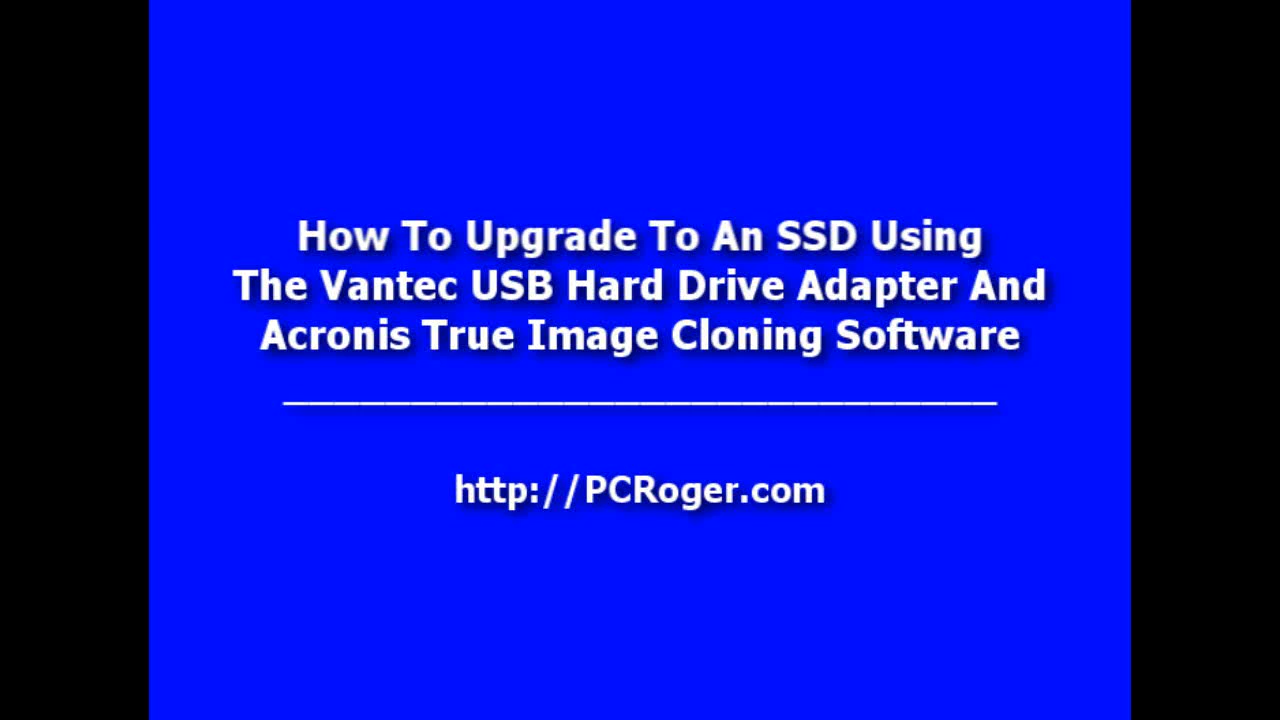 How To Upgrade To An SSD Using
The Vantec USB Hard Drive Adapter And
Acronis True Image Cloning Software
____________________________
http://PCRoger.com